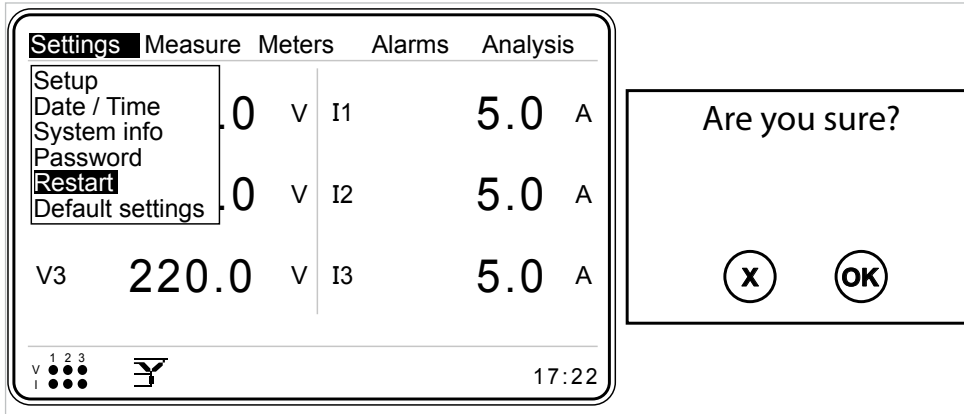 Settings Measure Meters Alarms Analysis
Setup
Date / Time
System info
Password
Restart
Default settings
.0 V I1 5.0 A
.0 V I2 5.0 A
V3 220.0 V I3 5.0 A
1 2 3
V
I
17:22
Are you sure?
X OK